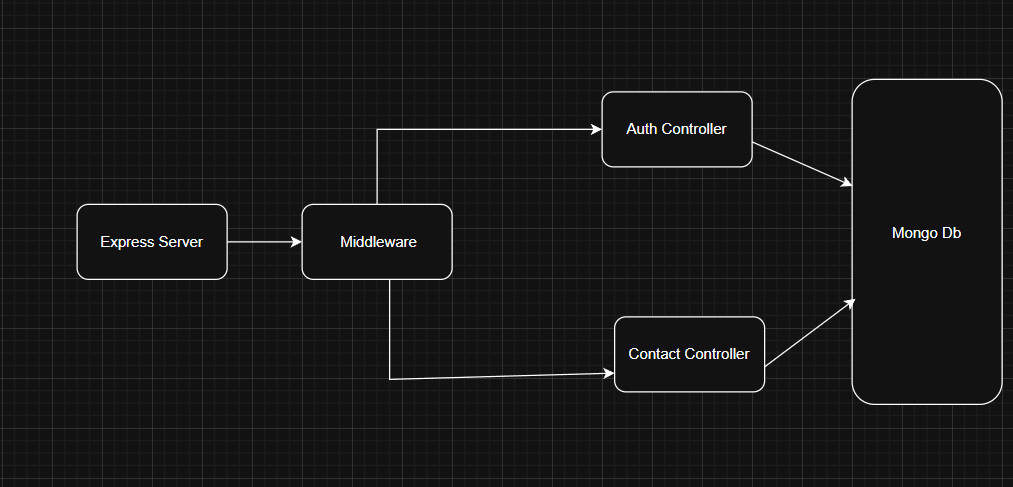 Express Server
Middleware
Auth Controller
Contact Controller
Mongo Db